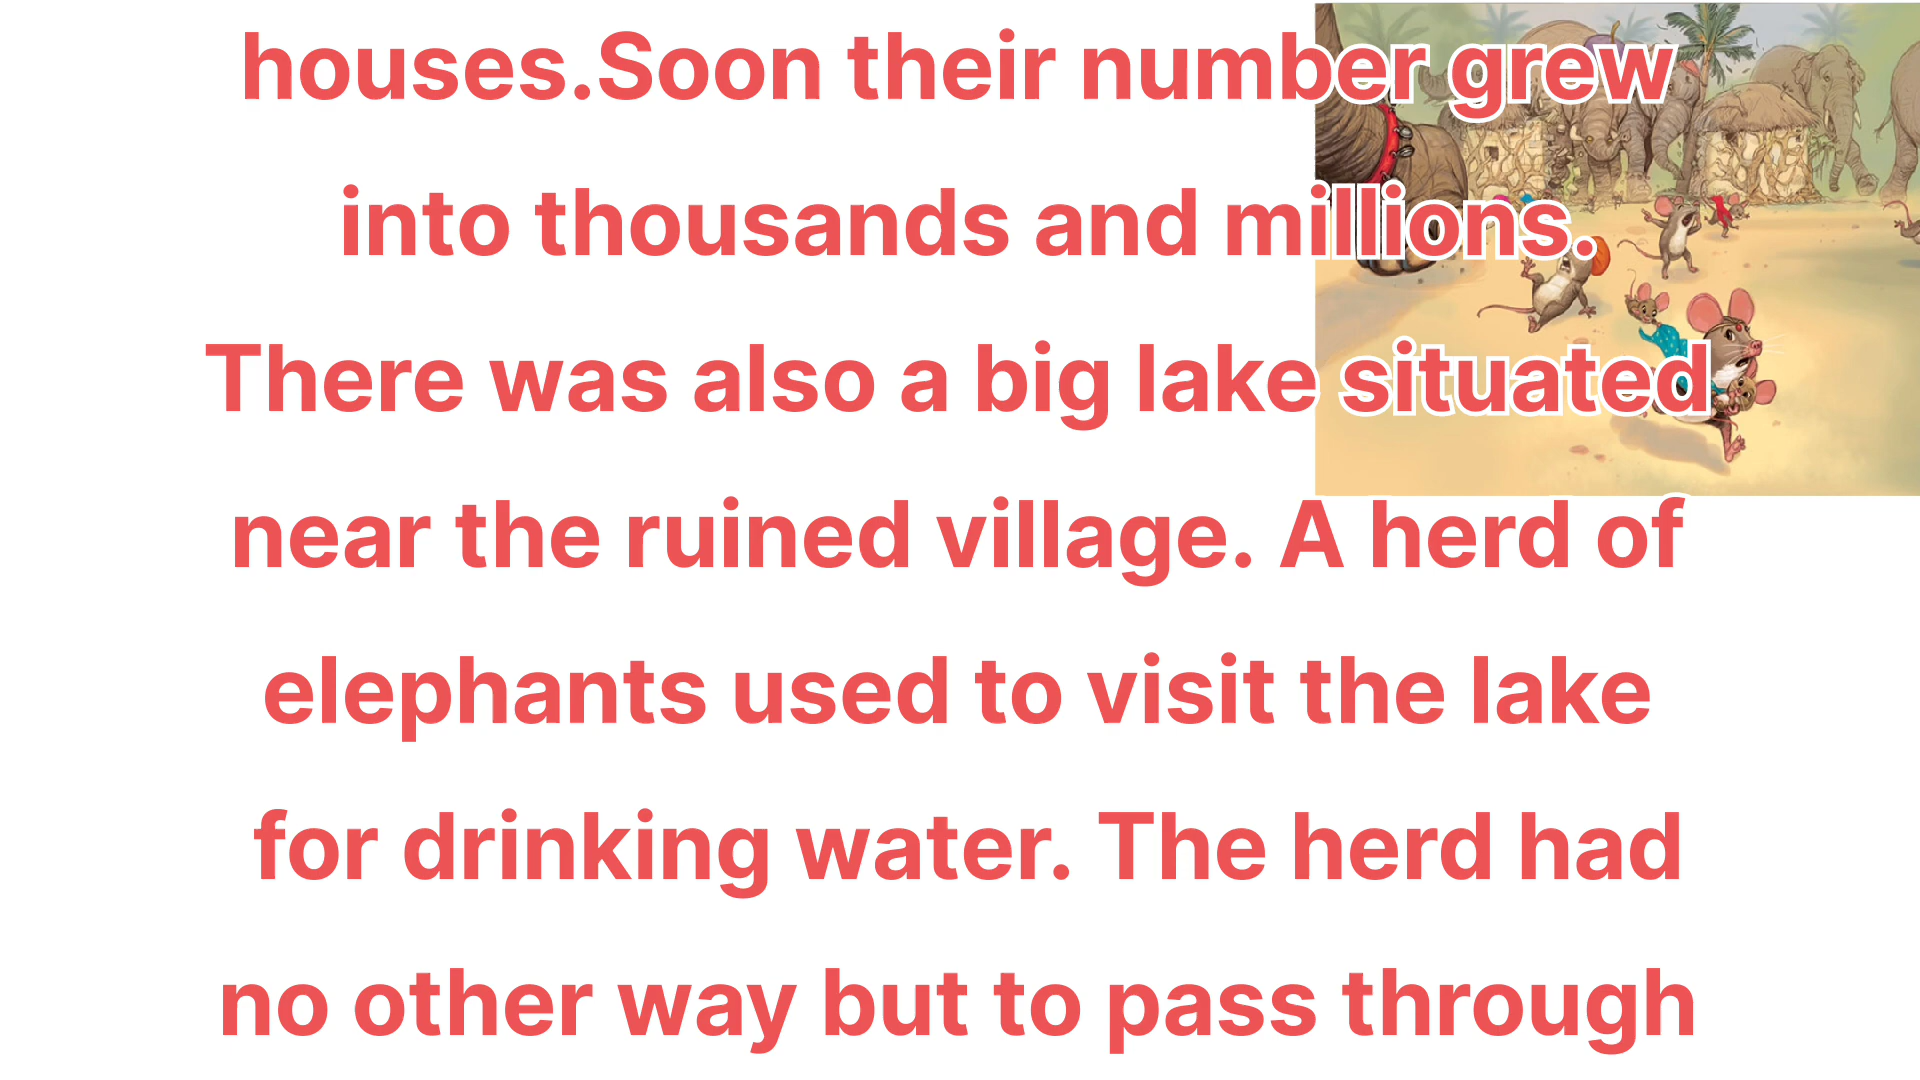 houses.Soon their number grew
into thousands and millions.
There was also a big lake situated
near the ruined village. A herd of
elephants used to visit the lake
for drinking water. The herd had
no other way but to pass through